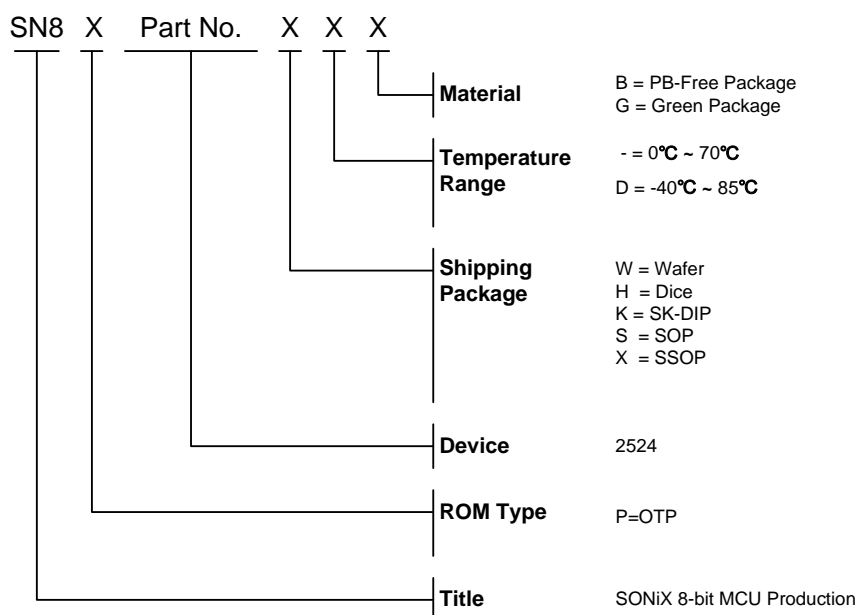 SN8 X Part No. X X X
Material
B = PB-Free Package
G = Green Package
Temperature
Range
- = 0℃ ~ 70℃
D = -40℃ ~ 85℃
Shipping
Package
W = Wafer
H = Dice
K = SK-DIP
S = SOP
X = SSOP
Device
2524
ROM Type
P=OTP
Title
SONiX 8-bit MCU Production